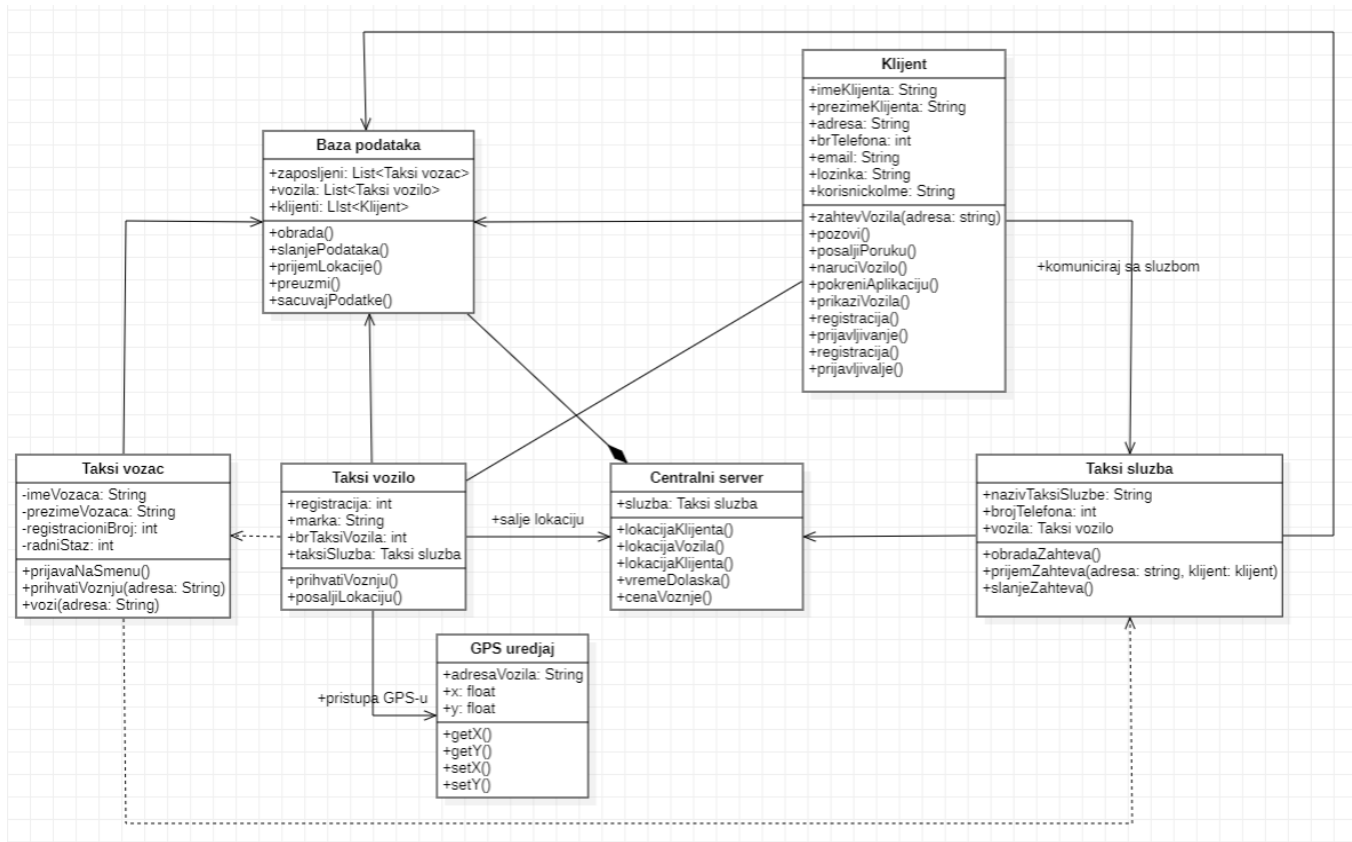 Klijent
+imeKlijenta: String
+prezimeKlijenta: String
+adresa: String
+brTelefona: int
+email: String
+lozinka: String
+korisnickoIme: String
+zahtevVozila(adresa: string)
+pozovi()
+posaljiPoruku()
+naruciVozilo()
+pokreniAplikaciju()
+prikaziVozila()
+registracija()
+prijavljivanje()
+registracija()
+prijavljivalje()
Baza podataka
+zaposljeni: List<Taksi vozac>
+vozila: List<Taksi vozilo>
+klijenti: LIst<Klijent>
+obrada()
+slanjePodataka()
+prijemLokacije()
+preuzmi()
+sacuvajPodatke()
+komuniciraj sa sluzbom
Taksi vozac
-imeVozaca: String
-prezimeVozaca: String
-registracioniBroj: int
-radniStaz: int
+prijavaNaSmenu()
+prihvatiVoznju(adresa: String)
+vozi(adresa: String)
Taksi vozilo
+registracija: int
+marka: String
+brTaksiVozila: int
+taksiSluzba: Taksi sluzba
+prihvatiVoznju()
+posaljiLokaciju()
+salje lokaciju
Centralni server
+sluzba: Taksi sluzba
+lokacijaKlijenta()
+lokacijaVozila()
+lokacijaKlijenta()
+vremeDolaska()
+cenaVoznje()
Taksi sluzba
+nazivTaksiSluzbe: String
+brojTelefona: int
+vozila: Taksi vozilo
+obradaZahteva()
+prijemZahteva(adresa: string, klijent: klijent)
+slanjeZahteva()
+pristupa GPS-u
GPS uredjaj
+adresaVozila: String
+x: float
+y: float
+getX()
+getY()
+setX()
+setY()